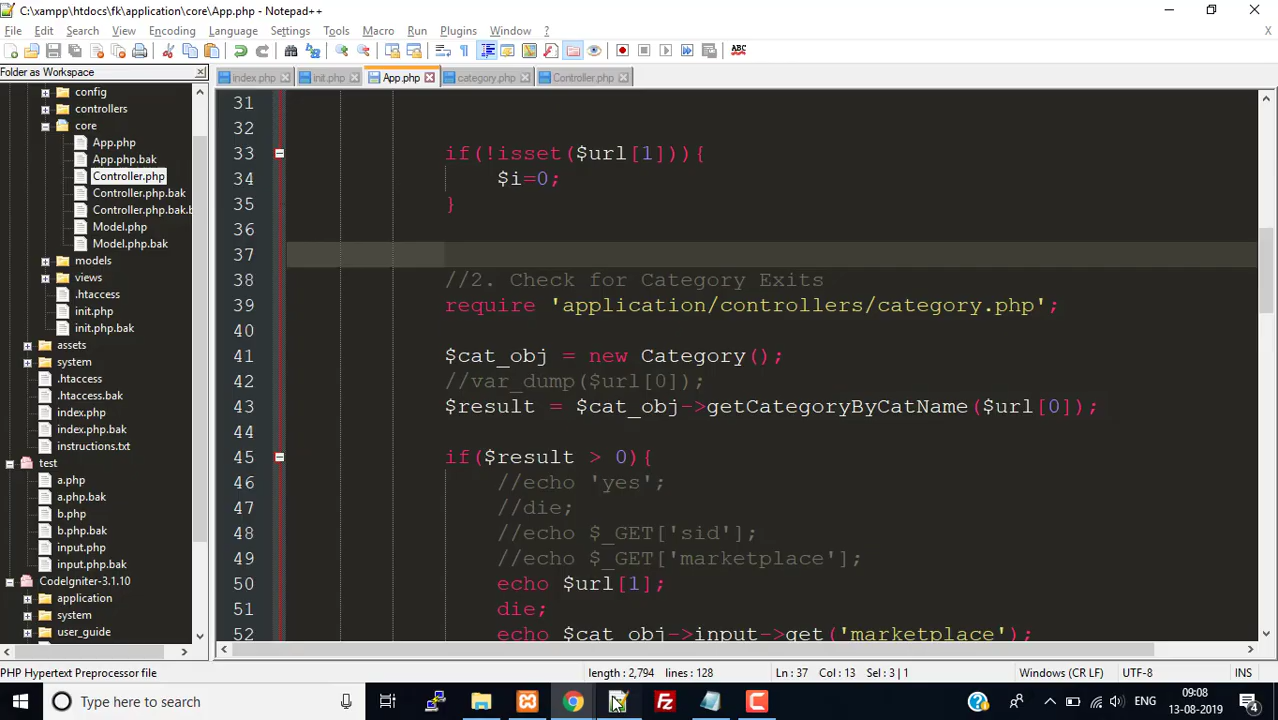 C:\xampp\htdocs\fk\application\core\App.php - Notepad++
File Edit Search View Encoding Language Settings Tools Macro Run Plugins Window ? X
Folder as Workspace
index.php init.php App.php category.php Controller.php
config
controllers
core
App.php
App.php.bak
Controller.php
Controller.php.bak
Controller.php.bak.b
Model.php
Model.php.bak
models
views
.htaccess
init.php
init.php.bak
assets
system
.htaccess
.htaccess.bak
index.php
index.php.bak
instructions.txt
test
a.php
a.php.bak
b.php
b.php.bak
input.php
input.php.bak
CodeIgniter-3.1.10
application
system
user_guide
31
32
33 if(!isset($url[1])){
34 $i=0;
35 }
36
37
38 //2. Check for Category Exits
39 require 'application/controllers/category.php';
40
41 $cat_obj = new Category();
42 //var_dump($url[0]);
43 $result = $cat_obj->getCategoryByCatName($url[0]);
44
45 if($result > 0){
46 //echo 'yes';
47 //die;
48 //echo $_GET['sid'];
49 //echo $_GET['marketplace'];
50 echo $url[1];
51 die;
52 echo $cat_obj->input->get('marketplace');
PHP Hypertext Preprocessor file length : 2,794 lines : 128 Ln : 37 Col : 13 Sel : 3 | 1 Windows (CR LF) UTF-8 INS
Type here to search
ENG
09:08
13-08-2019
4